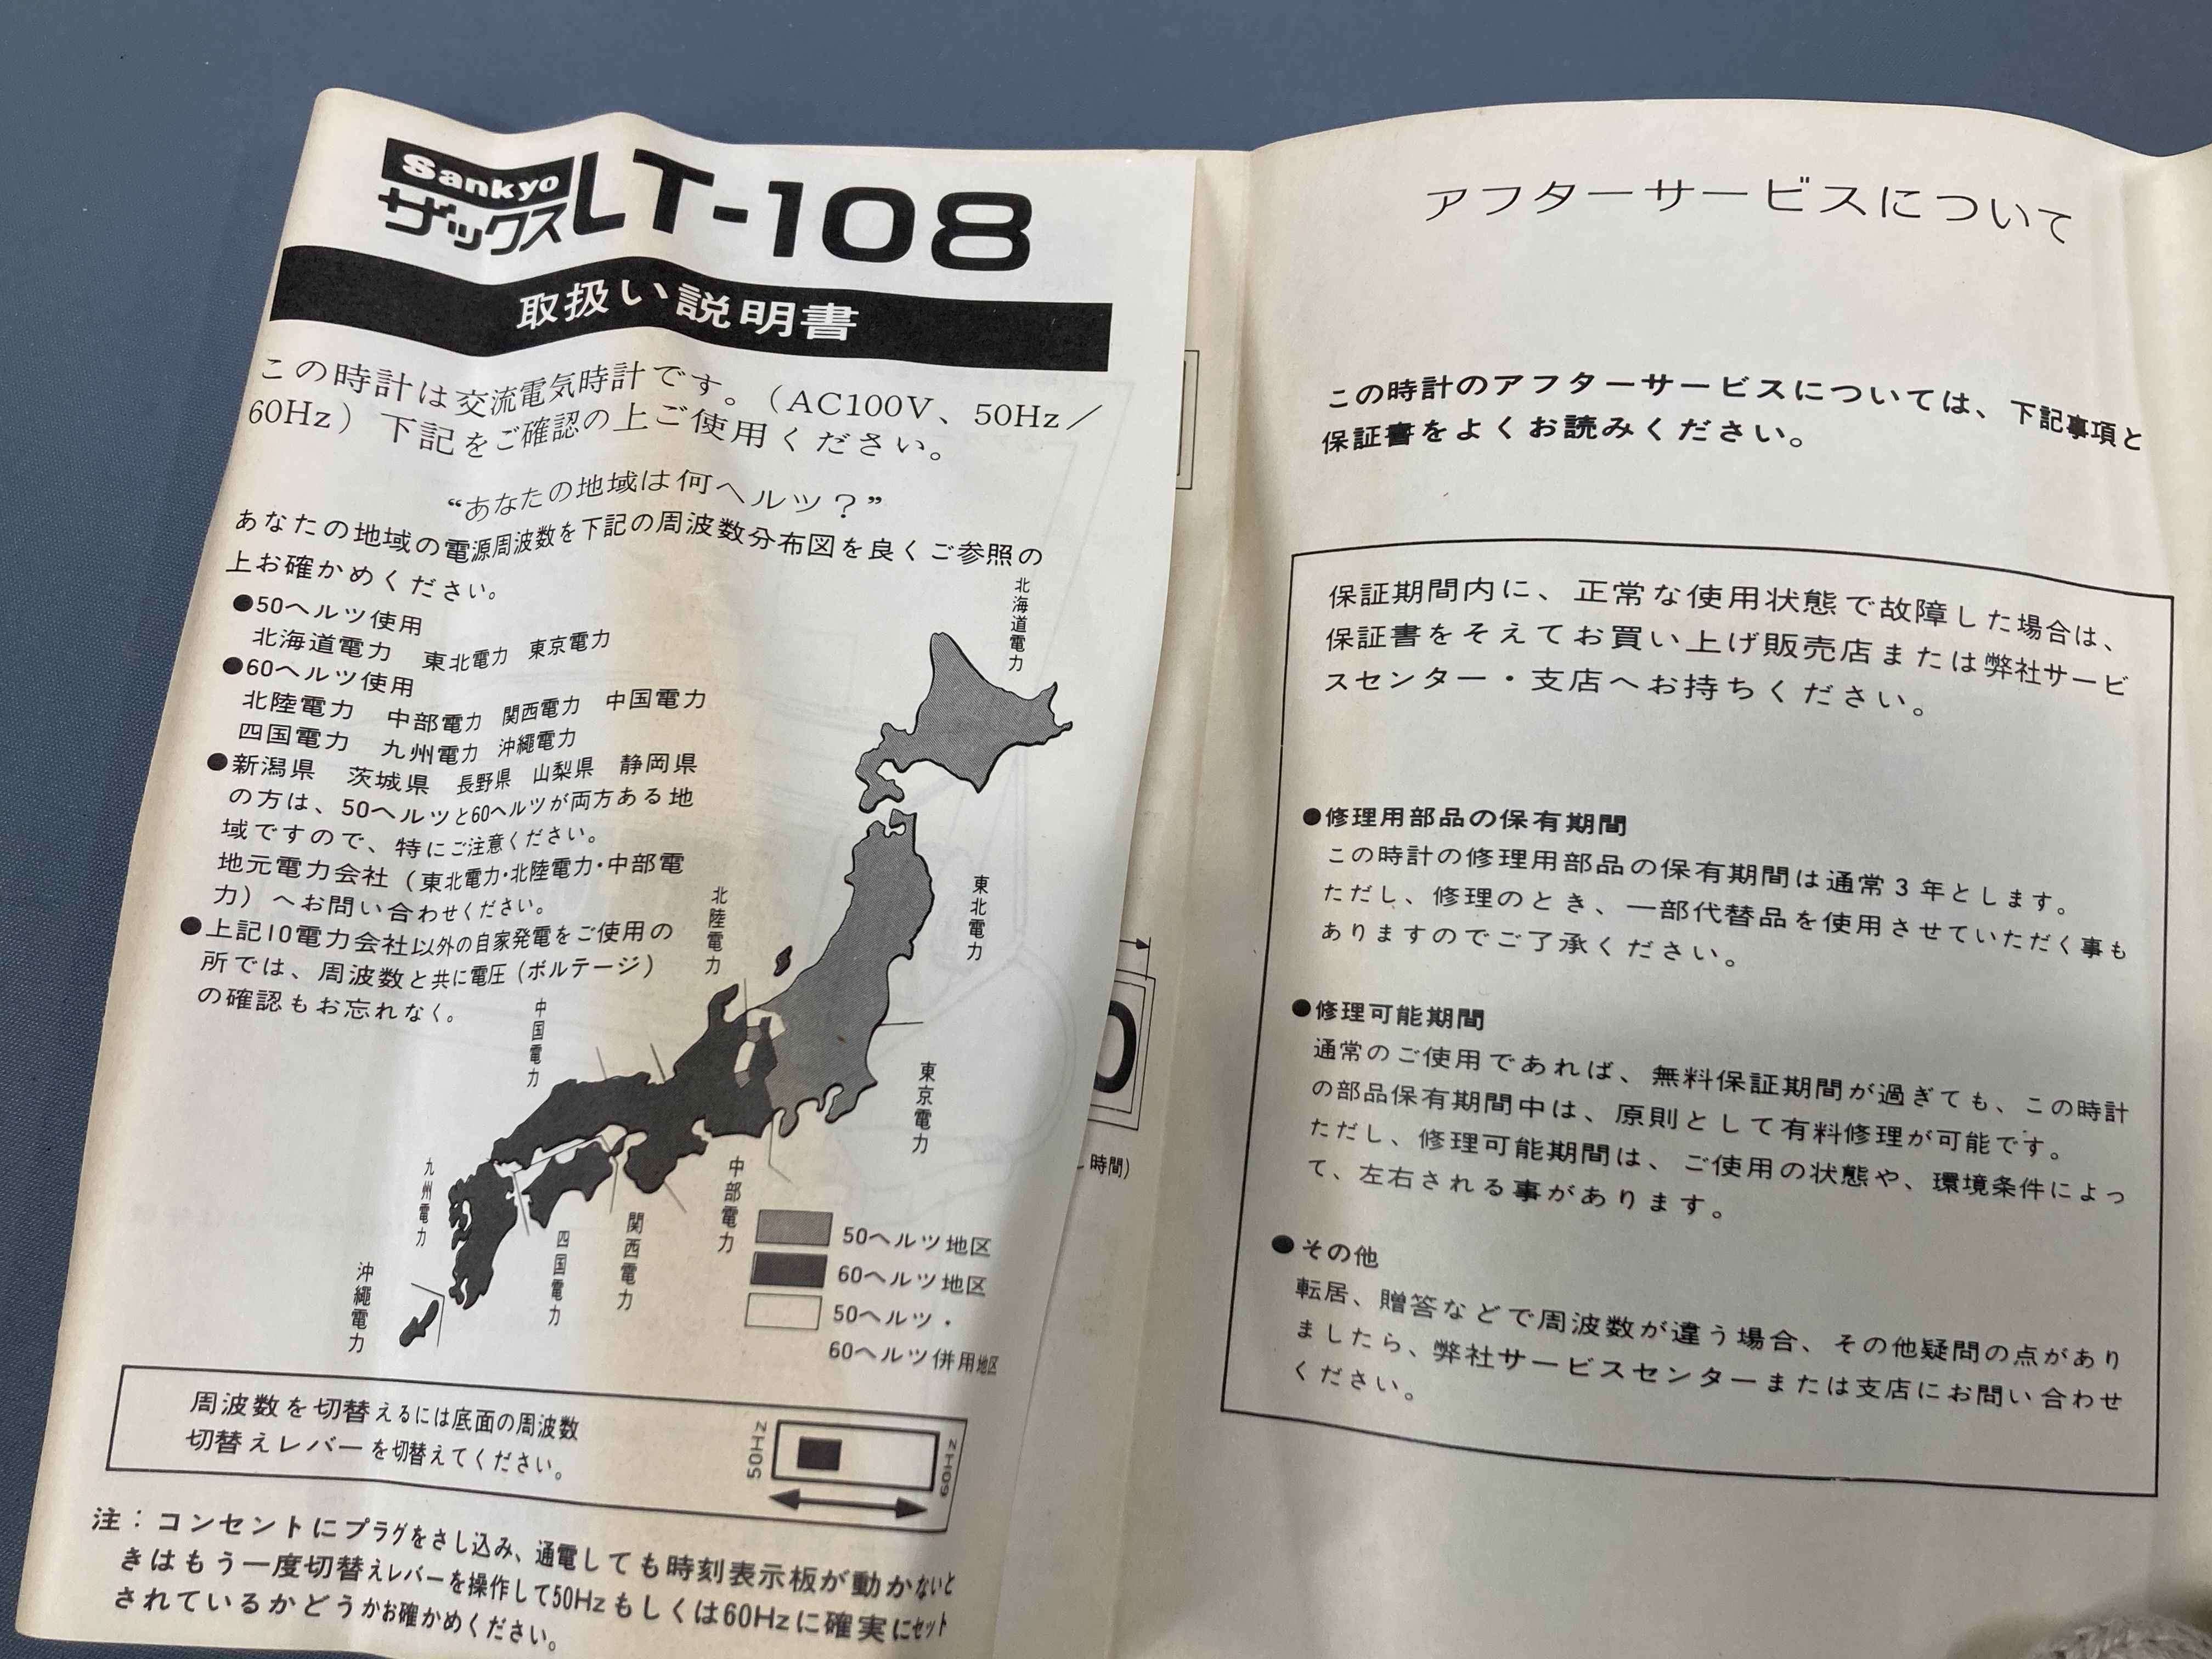 Sankyo
ザックス LT-108
取扱い説明書
この時計は交流電気時計です。(AC100V、50Hz／
60Hz) 下記をご確認の上ご使用ください。
“あなたの地域は何ヘルツ？”
あなたの地域の電源周波数を下記の周波数分布図を良くご参照の
上お確かめください。
●50ヘルツ使用
北海道電力 東北電力 東京電力
●60ヘルツ使用
北陸電力 中部電力 関西電力 中国電力
四国電力 九州電力 沖縄電力
●新潟県 茨城県 長野県 山梨県 静岡県
の方は、50ヘルツと60ヘルツが両方ある地
域ですので、特にご注意ください。
地元電力会社（東北電力・北陸電力・中部電
力）へお問い合わせください。
●上記10電力会社以外の自家発電をご使用の
所では、周波数と共に電圧（ボルテージ）
の確認もお忘れなく。
北海道電力
東北電力
北陸電力
中国電力
東京電力
中部電力
九州電力
関西電力
四国電力
沖縄電力
50ヘルツ地区
60ヘルツ地区
50ヘルツ・
60ヘルツ併用地区
周波数を切替えるには底面の周波数
切替えレバーを切替えてください。
50Hz
60Hz
注：コンセントにプラグをさし込み、通電しても時刻表示板が動かないと
きはもう一度切替えレバーを操作して50Hzもしくは60Hzに確実にセット
されているかどうかお確かめください。
時間）
アフターサービスについて
この時計のアフターサービスについては、下記事項と
保証書をよくお読みください。
保証期間内に、正常な使用状態で故障した場合は、
保証書をそえてお買い上げ販売店または弊社サービ
スセンター・支店へお持ちください。
●修理用部品の保有期間
この時計の修理用部品の保有期間は通常3年とします。
ただし、修理のとき、一部代替品を使用させていただく事も
ありますのでご了承ください。
●修理可能期間
通常のご使用であれば、無料保証期間が過ぎても、この時計
の部品保有期間中は、原則として有料修理が可能です。
ただし、修理可能期間は、ご使用の状態や、環境条件によっ
て、左右される事があります。
●その他
転居、贈答などで周波数が違う場合、その他疑問の点があり
ましたら、弊社サービスセンターまたは支店にお問い合わせ
ください。